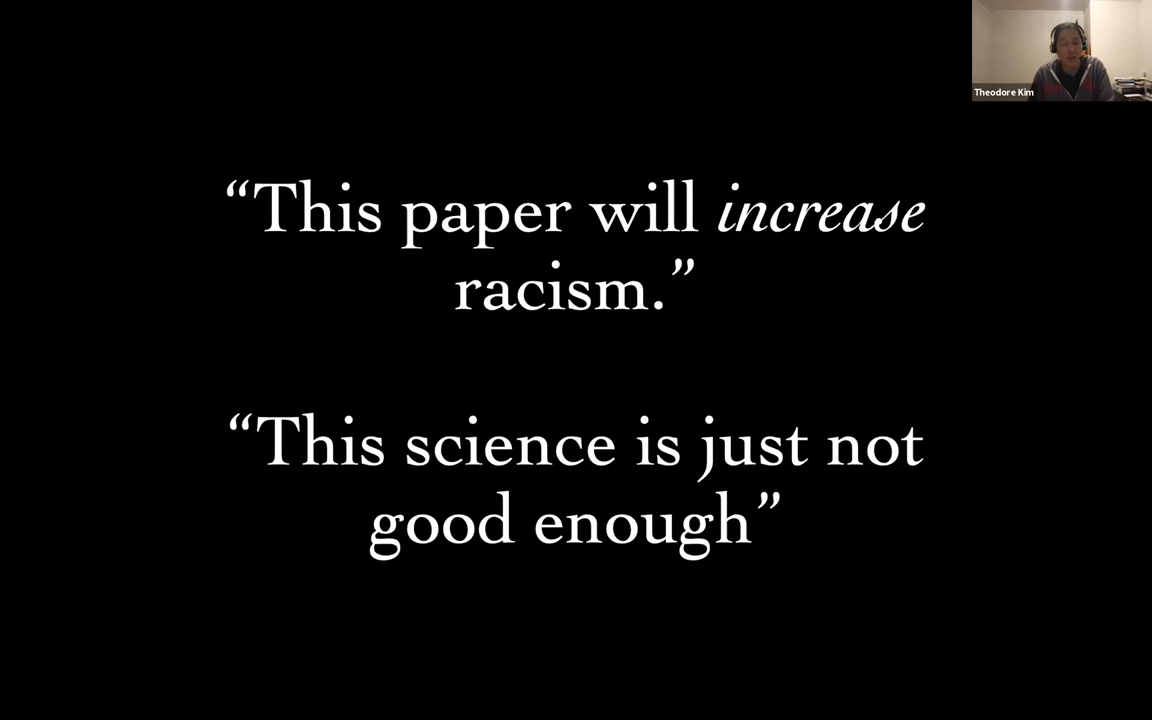 Theodore Kim
“This paper will increase
racism.”
“This science is just not
good enough”